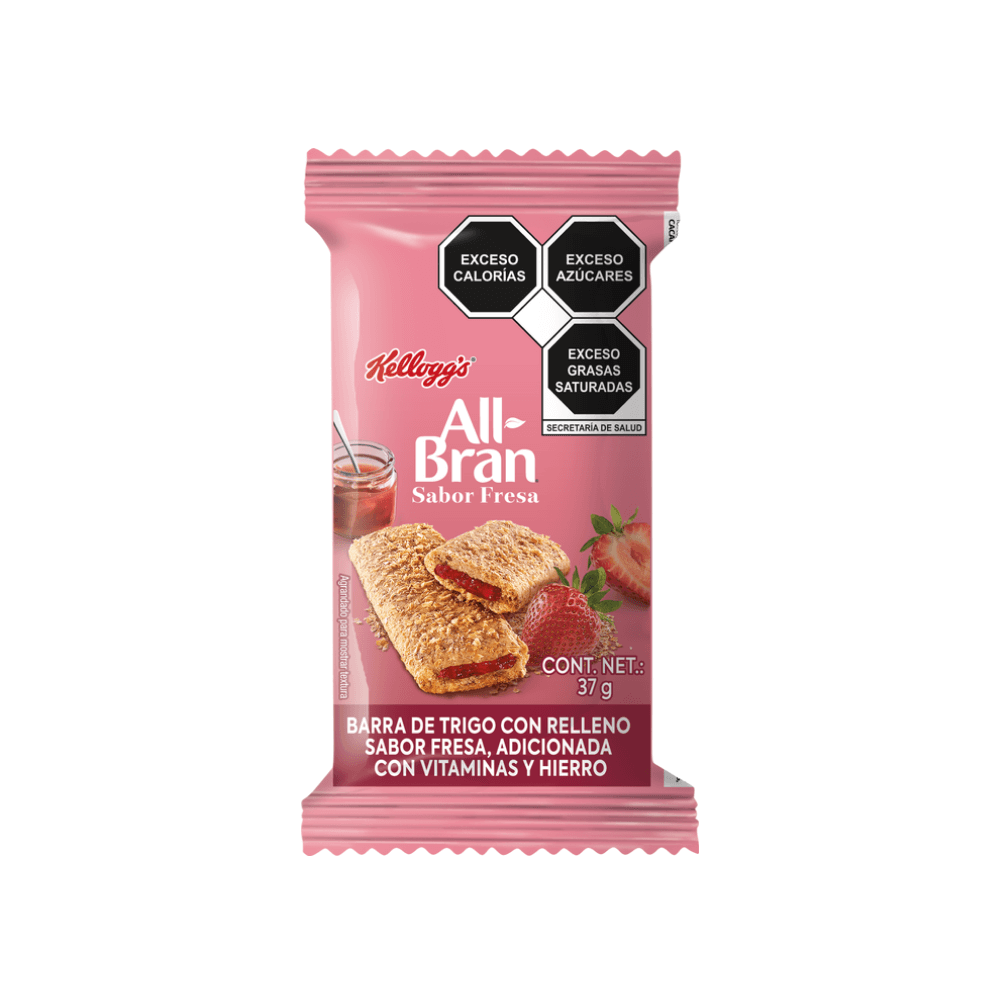 EXCESO
CALORÍAS
EXCESO
AZÚCARES
EXCESO
GRASAS
SATURADAS
SECRETARÍA DE SALUD
Kellogg's
All-
Bran
Sabor Fresa
Agrandado para mostrar textura
CONT. NET.:
37 g
BARRA DE TRIGO CON RELLENO
SABOR FRESA, ADICIONADA
CON VITAMINAS Y HIERRO